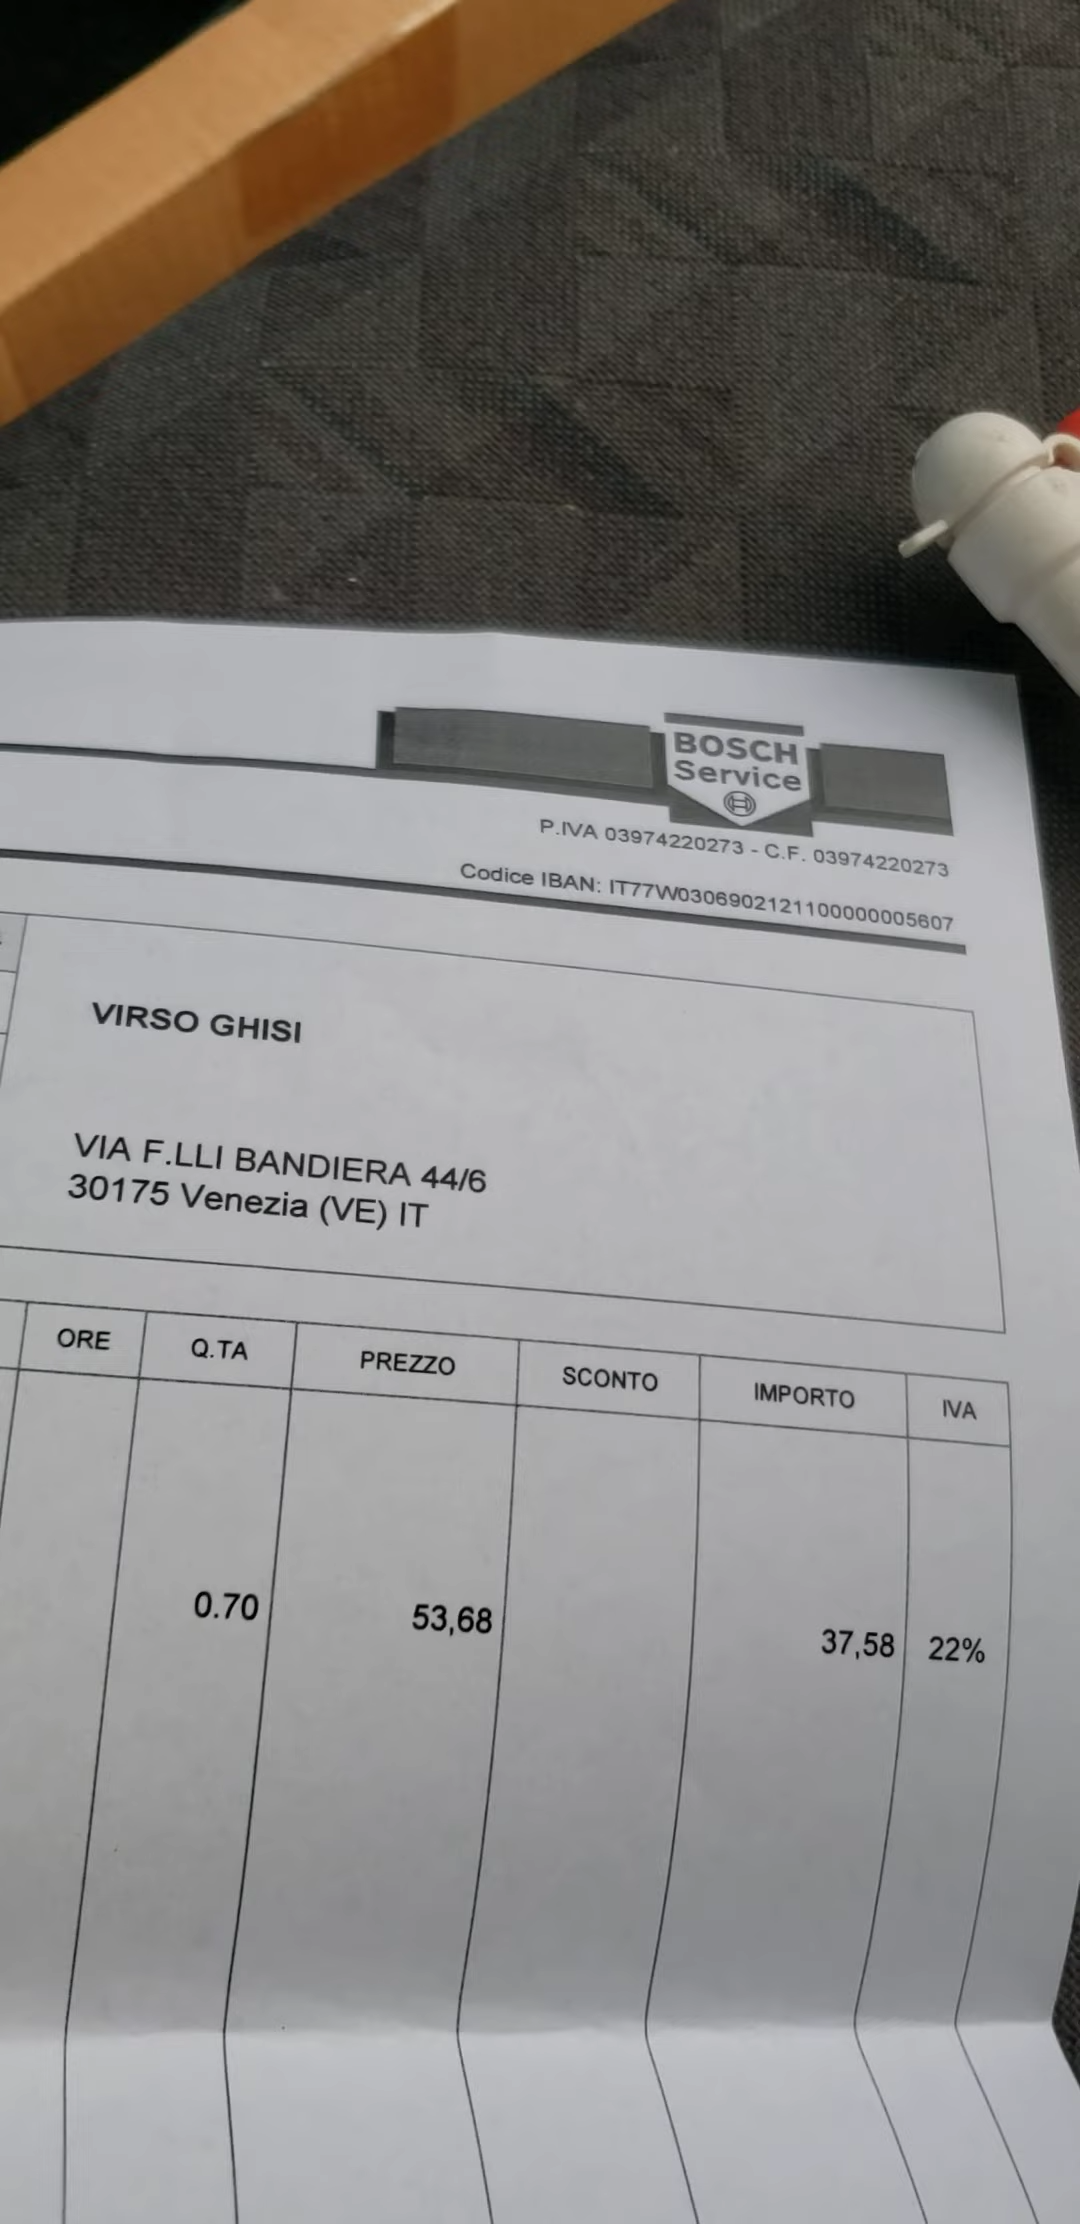 BOSCH
Service
P.IVA 03974220273 - C.F. 03974220273
Codice IBAN: IT77W0306902121100000005607
VIRSO GHISI
VIA F.LLI BANDIERA 44/6
30175 Venezia (VE) IT
ORE Q.TA PREZZO SCONTO IMPORTO IVA
0.70 53,68 37,58 22%